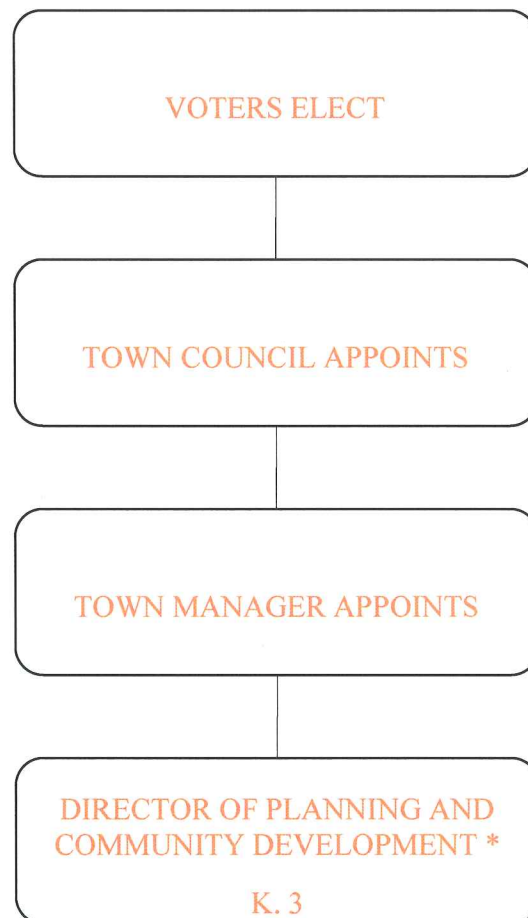 VOTERS ELECT
TOWN COUNCIL APPOINTS
TOWN MANAGER APPOINTS
DIRECTOR OF PLANNING AND
COMMUNITY DEVELOPMENT *
K. 3